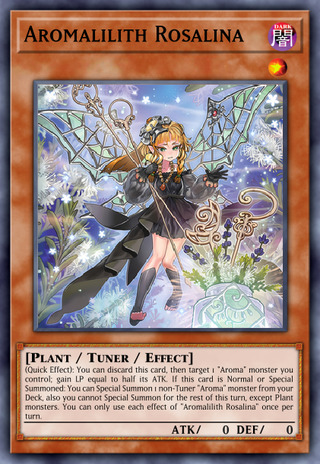 Aromalilith Rosalina
DARK
闇
[Plant / Tuner / Effect]
(Quick Effect): You can discard this card, then target 1 "Aroma" monster you
control; gain LP equal to half its ATK. If this card is Normal or Special
Summoned: You can Special Summon 1 non-Tuner "Aroma" monster from your
Deck, also you cannot Special Summon for the rest of this turn, except Plant
monsters. You can only use each effect of "Aromalilith Rosalina" once per
turn.
ATK/ 0 DEF/ 0